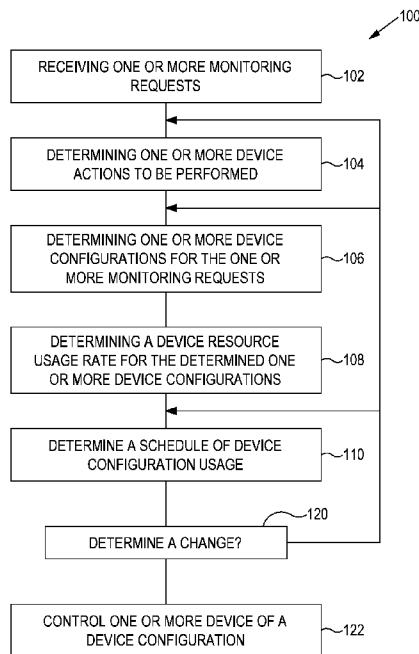 100
RECEIVING ONE OR MORE MONITORING
REQUESTS
102
DETERMINING ONE OR MORE DEVICE
ACTIONS TO BE PERFORMED
104
DETERMINING ONE OR MORE DEVICE
CONFIGURATIONS FOR THE ONE OR
MORE MONITORING REQUESTS
106
DETERMINING A DEVICE RESOURCE
USAGE RATE FOR THE DETERMINED ONE
OR MORE DEVICE CONFIGURATIONS
108
DETERMINE A SCHEDULE OF DEVICE
CONFIGURATION USAGE
110
120
DETERMINE A CHANGE?
CONTROL ONE OR MORE DEVICE OF A
DEVICE CONFIGURATION
122